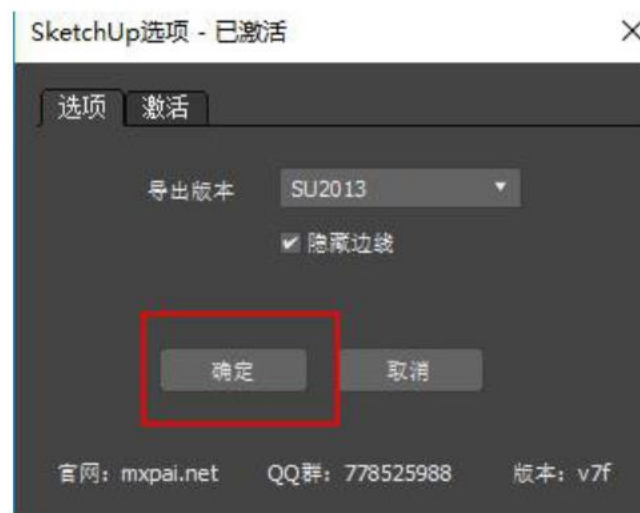 SketchUp选项 - 已激活
选项 激活
导出版本 SU2013
隐藏边线
确定 取消
官网：mxpai.net QQ群：778525988 版本：v7f